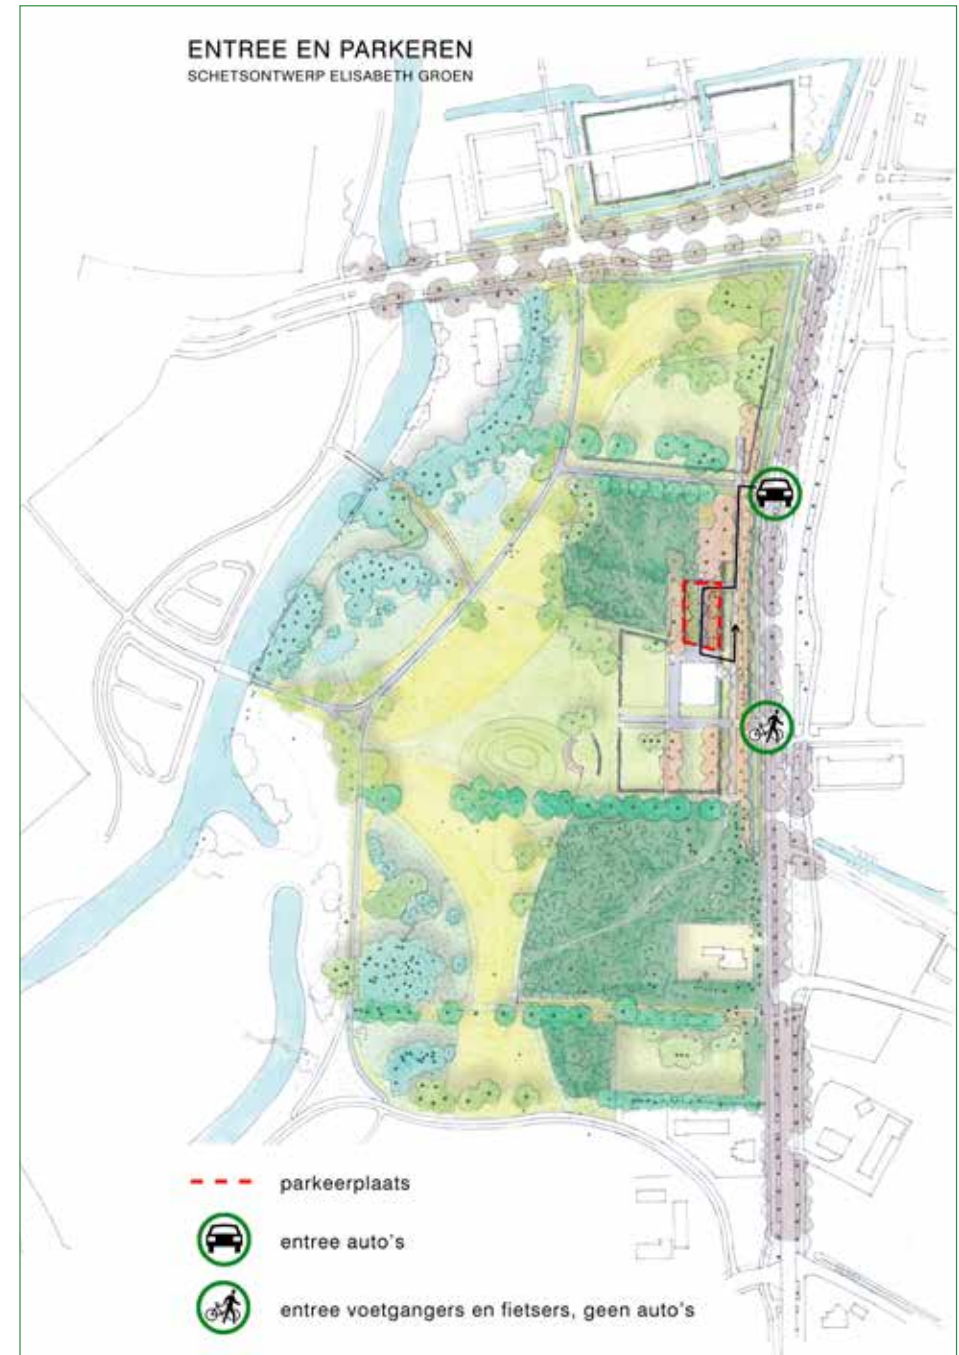 ENTREE EN PARKEREN
SCHETSONTWERP ELISABETH GROEN
parkeerplaats
entree auto's
entree voetgangers en fietsers, geen auto's